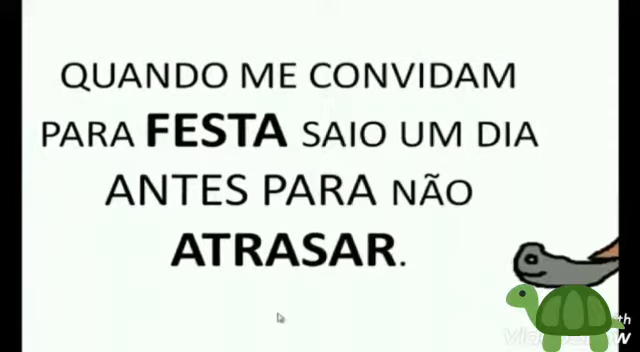 QUANDO ME CONVIDAM
PARA FESTA SAIO UM DIA
ANTES PARA NÃO
ATRASAR.